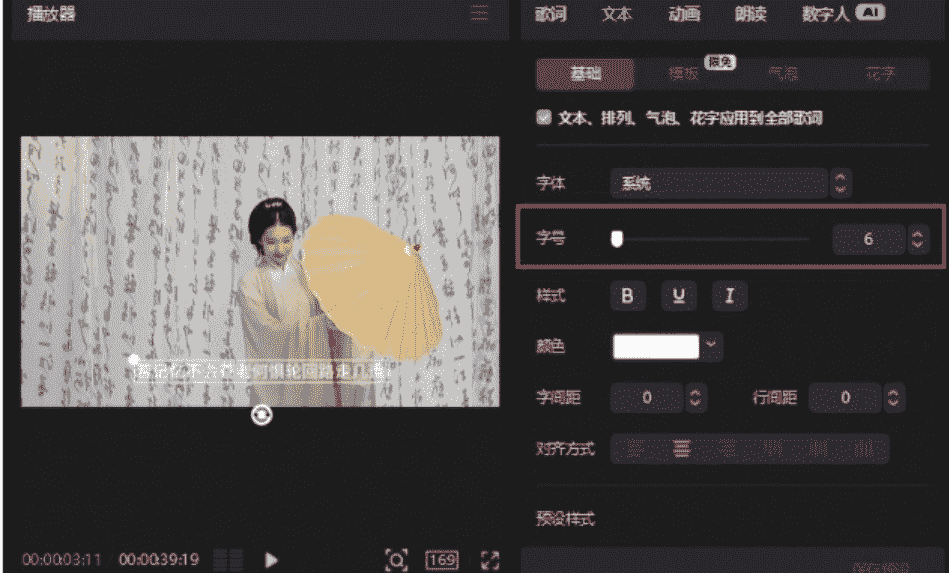 播放器
歌词 文本 动画 朗读 数字人 AI
基础 模板 限免 气泡 花字
文本、排列、气泡、花字应用到全部歌词
字体 系统
字号 6
样式 B U I
颜色
字间距 0 行间距 0
对齐方式
预设样式
00:00:03:11 00:00:39:19 169